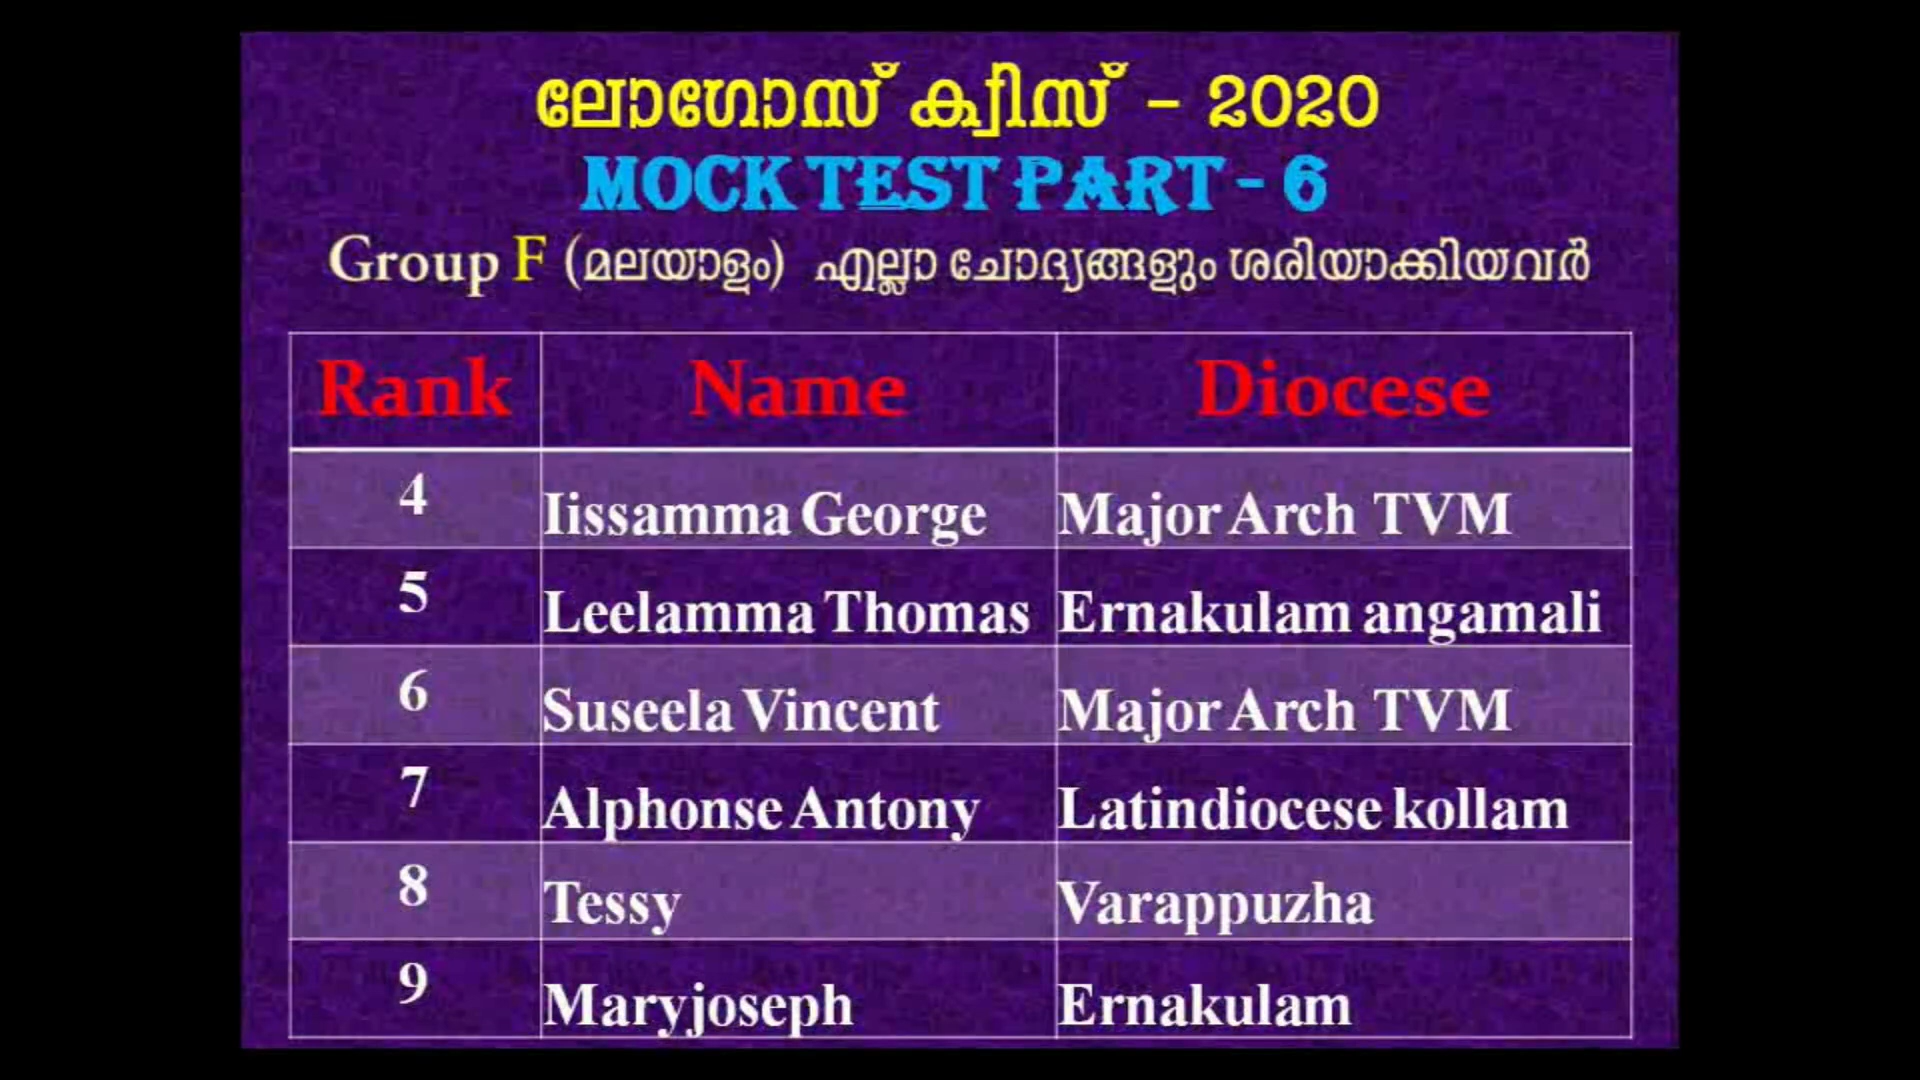 ലോഗോസ് ക്വിസ് - 2020
MOCK TEST PART - 6
Group F (മലയാളം) എല്ലാ ചോദ്യങ്ങളും ശരിയാക്കിയവർ
Rank Name Diocese
4 Iissamma George Major Arch TVM
5 Leelamma Thomas Ernakulam angamali
6 Suseela Vincent Major Arch TVM
7 Alphonse Antony Latindiocese kollam
8 Tessy Varappuzha
9 Maryjoseph Ernakulam